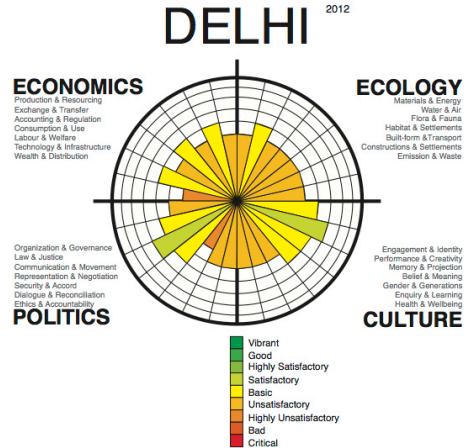 DELHI 2012
ECONOMICS
Production & Resourcing
Exchange & Transfer
Accounting & Regulation
Consumption & Use
Labour & Welfare
Technology & Infrastructure
Wealth & Distribution
ECOLOGY
Materials & Energy
Water & Air
Flora & Fauna
Habitat & Settlements
Built-form &Transport
Constructions & Settlements
Emission & Waste
Organization & Governance
Law & Justice
Communication & Movement
Representation & Negotiation
Security & Accord
Dialogue & Reconciliation
Ethics & Accountability
POLITICS
Engagement & Identity
Performance & Creativity
Memory & Projection
Belief & Meaning
Gender & Generations
Enquiry & Learning
Health & Wellbeing
CULTURE
Vibrant
Good
Highly Satisfactory
Satisfactory
Basic
Unsatisfactory
Highly Unsatisfactory
Bad
Critical